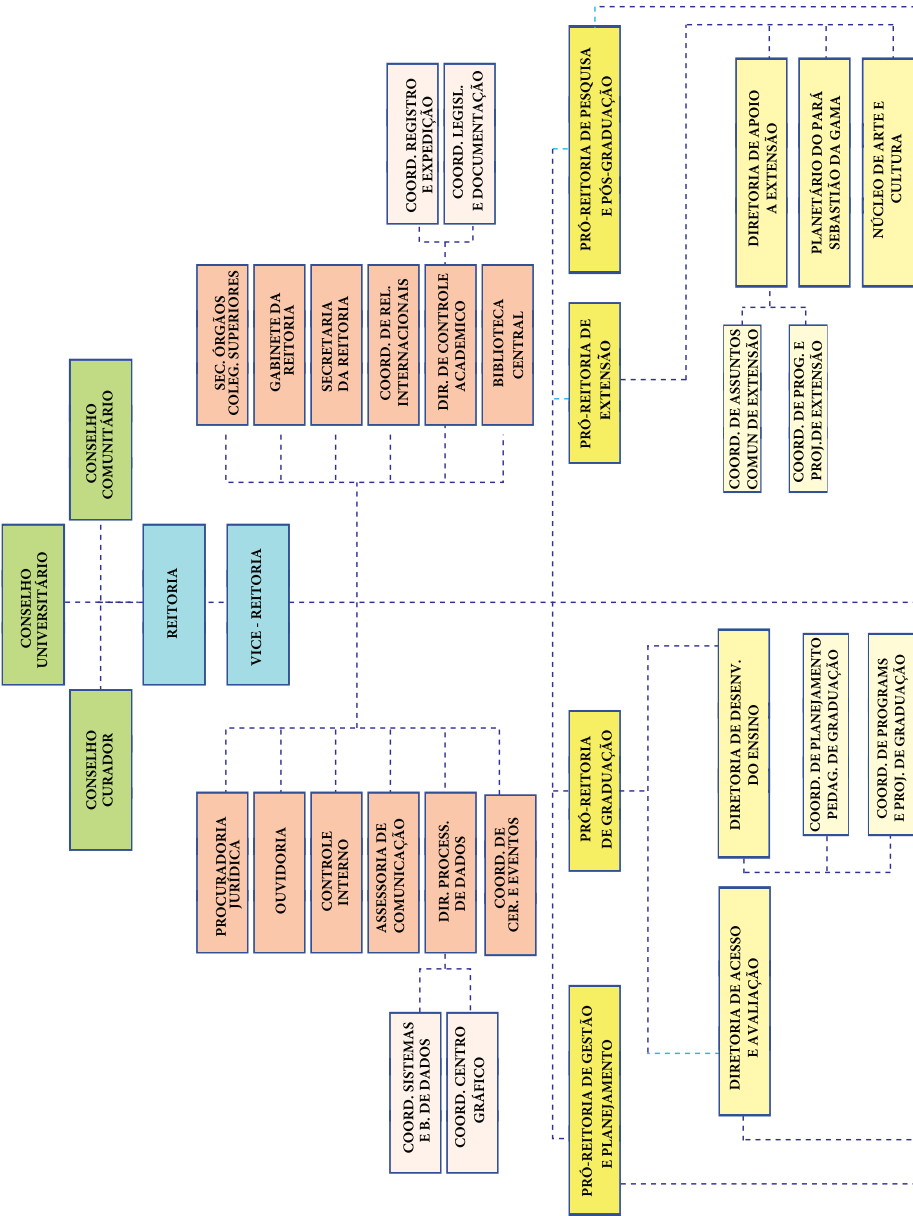 CONSELHO
UNIVERSITÁRIO
CONSELHO
CURADOR
CONSELHO
COMUNITÁRIO
REITORIA
VICE - REITORIA
PROCURADORIA
JURÍDICA
OUVIDORIA
CONTROLE
INTERNO
ASSESSORIA DE
COMUNICAÇÃO
DIR. PROCESS.
DE DADOS
COORD. DE
CER. E EVENTOS
COORD. SISTEMAS
E B. DE DADOS
COORD. CENTRO
GRÁFICO
SEC. ÓRGÃOS
COLEG. SUPERIORES
GABINETE DA
REITORIA
SECRETARIA
DA REITORIA
COORD. DE REL.
INTERNACIONAIS
DIR. DE CONTROLE
ACADEMICO
BIBLIOTECA
CENTRAL
COORD. REGISTRO
E EXPEDIÇÃO
COORD. LEGISL.
E DOCUMENTAÇÃO
PRÓ-REITORIA DE GESTÃO
E PLANEJAMENTO
PRÓ-REITORIA
DE GRADUAÇÃO
PRÓ-REITORIA DE
EXTENSÃO
PRÓ-REITORIA DE PESQUISA
E PÓS-GRADUAÇÃO
DIRETORIA DE ACESO
E AVALIAÇÃO
DIRETORIA DE DESENV.
DO ENSINO
COORD. DE PLANEJAMENTO
PEDAG. DE GRADUAÇÃO
COORD. DE PROGRAMS
E PROJ. DE GRADUAÇÃO
COORD. DE ASSUNTOS
COMUN DE EXTENSÃO
COORD. DE PROG. E
PROJ.DE EXTENSÃO
DIRETORIA DE APOIO
A EXTENSÃO
PLANETÁRIO DO PARÁ
SEBASTIÃO DA GAMA
NÚCLEO DE ARTE E
CULTURA